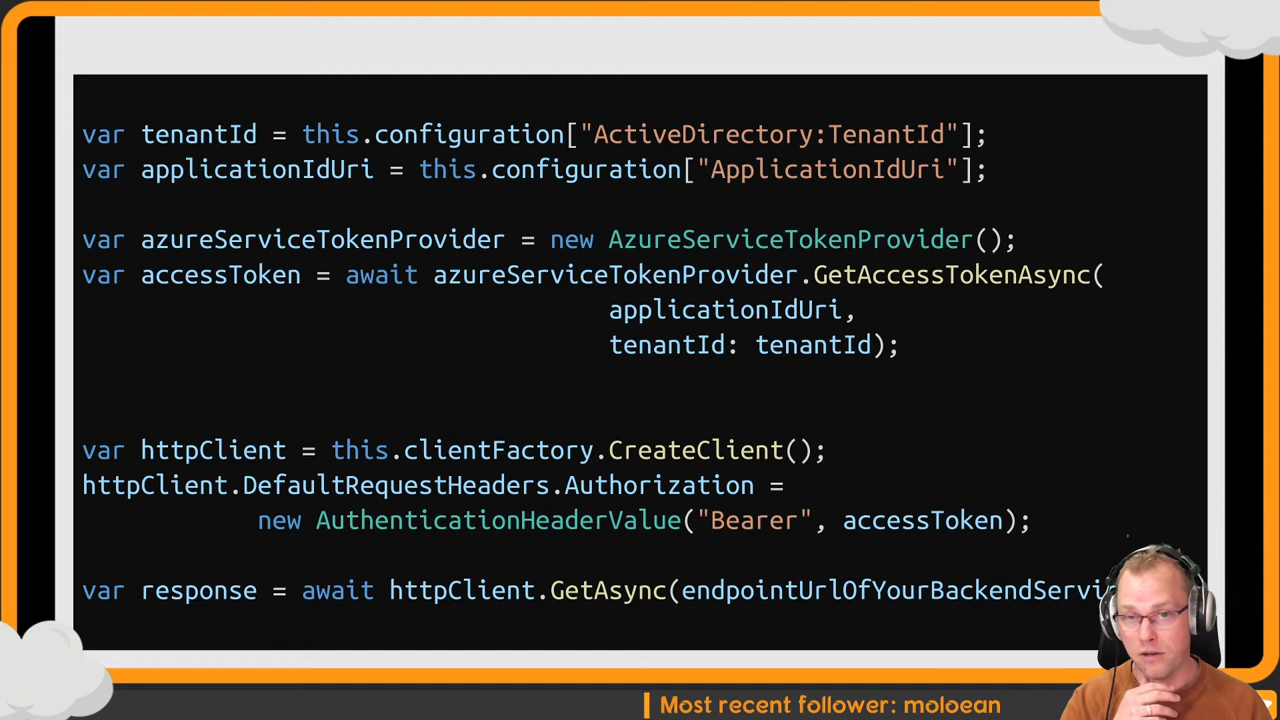 var tenantId = this.configuration["ActiveDirectory:TenantId"];
var applicationIdUri = this.configuration["ApplicationIdUri"];
var azureServiceTokenProvider = new AzureServiceTokenProvider();
var accessToken = await azureServiceTokenProvider.GetAccessTokenAsync(
applicationIdUri,
tenantId: tenantId);
var httpClient = this.clientFactory.CreateClient();
httpClient.DefaultRequestHeaders.Authorization =
new AuthenticationHeaderValue("Bearer", accessToken);
var response = await httpClient.GetAsync(
Most recent follower: moloean